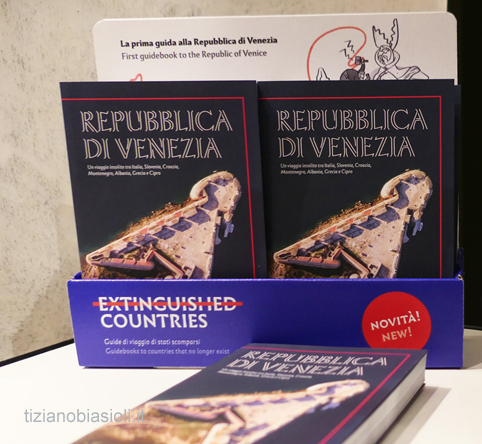 La prima guida alla Repubblica di Venezia
First guidebook to the Republic of Venice
REPUBBLICA
DI VENEZIA
Un viaggio insolito tra Italia, Slovenia, Croazia,
Montenegro, Albania, Grecia e Cipro
REPUBBLICA
DI VENEZIA
Un viaggio insolito tra Italia, Slovenia, Croazia,
Montenegro, Albania, Grecia e Cipro
EXTINGUISHED
COUNTRIES
Guide di viaggio di stati scomparsi
Guidebooks to countries that no longer exist
NOVITÀ!
NEW!
REPUBBLICA
DI VENEZIA
tizianobiasioli.it